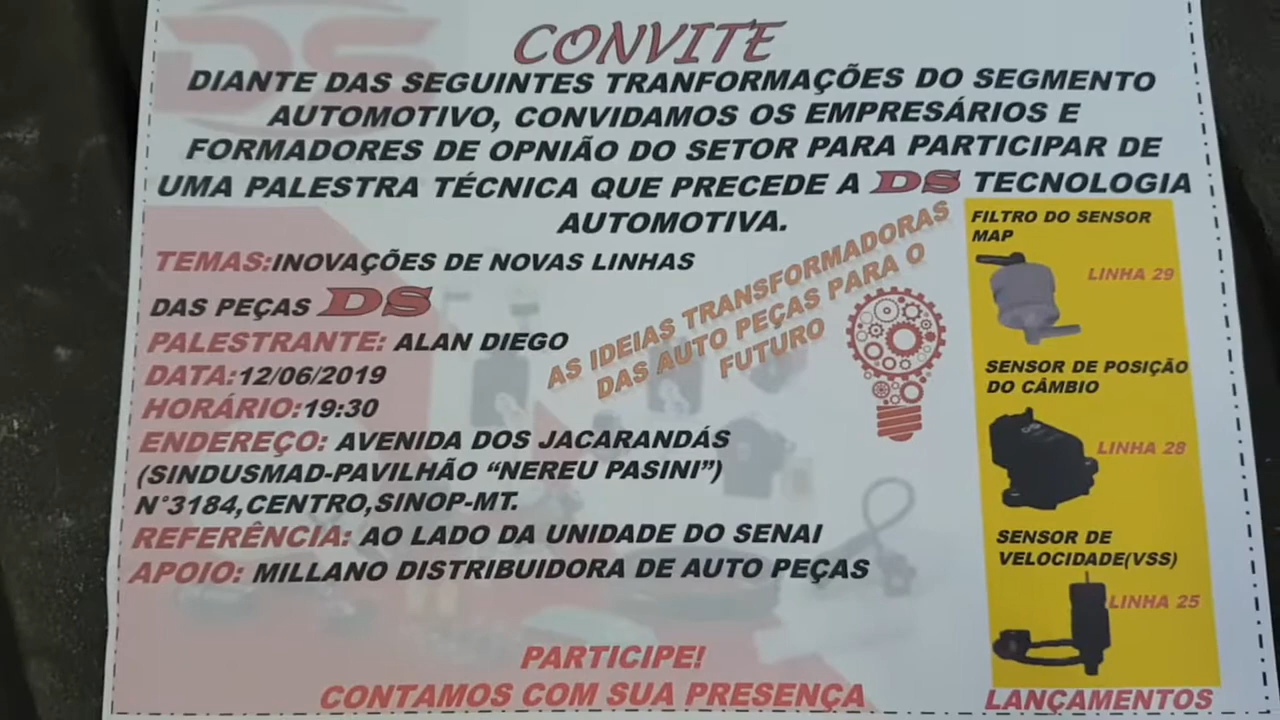 DS
CONVITE
DIANTE DAS SEGUINTES TRANFORMAÇÕES DO SEGMENTO
AUTOMOTIVO, CONVIDAMOS OS EMPRESÁRIOS E
FORMADORES DE OPNIÃO DO SETOR PARA PARTICIPAR DE
UMA PALESTRA TÉCNICA QUE PRECEDE A DS TECNOLOGIA
AUTOMOTIVA.
TEMAS:INOVAÇÕES DE NOVAS LINHAS
DAS PEÇAS DS
PALESTRANTE: ALAN DIEGO
DATA:12/06/2019
HORÁRIO:19:30
ENDEREÇO: AVENIDA DOS JACARANDÁS
(SINDUSMAD-PAVILHÃO “NEREU PASINI”)
N°3184,CENTRO,SINOP-MT.
REFERÊNCIA: AO LADO DA UNIDADE DO SENAI
APOIO: MILLANO DISTRIBUIDORA DE AUTO PEÇAS
AS IDEIAS TRANSFORMADORAS
DAS AUTO PEÇAS PARA O
FUTURO
FILTRO DO SENSOR
MAP
LINHA 29
SENSOR DE POSIÇÃO
DO CÂMBIO
LINHA 28
SENSOR DE
VELOCIDADE(VSS)
LINHA 25
LANÇAMENTOS
PARTICIPE!
CONTAMOS COM SUA PRESENÇA